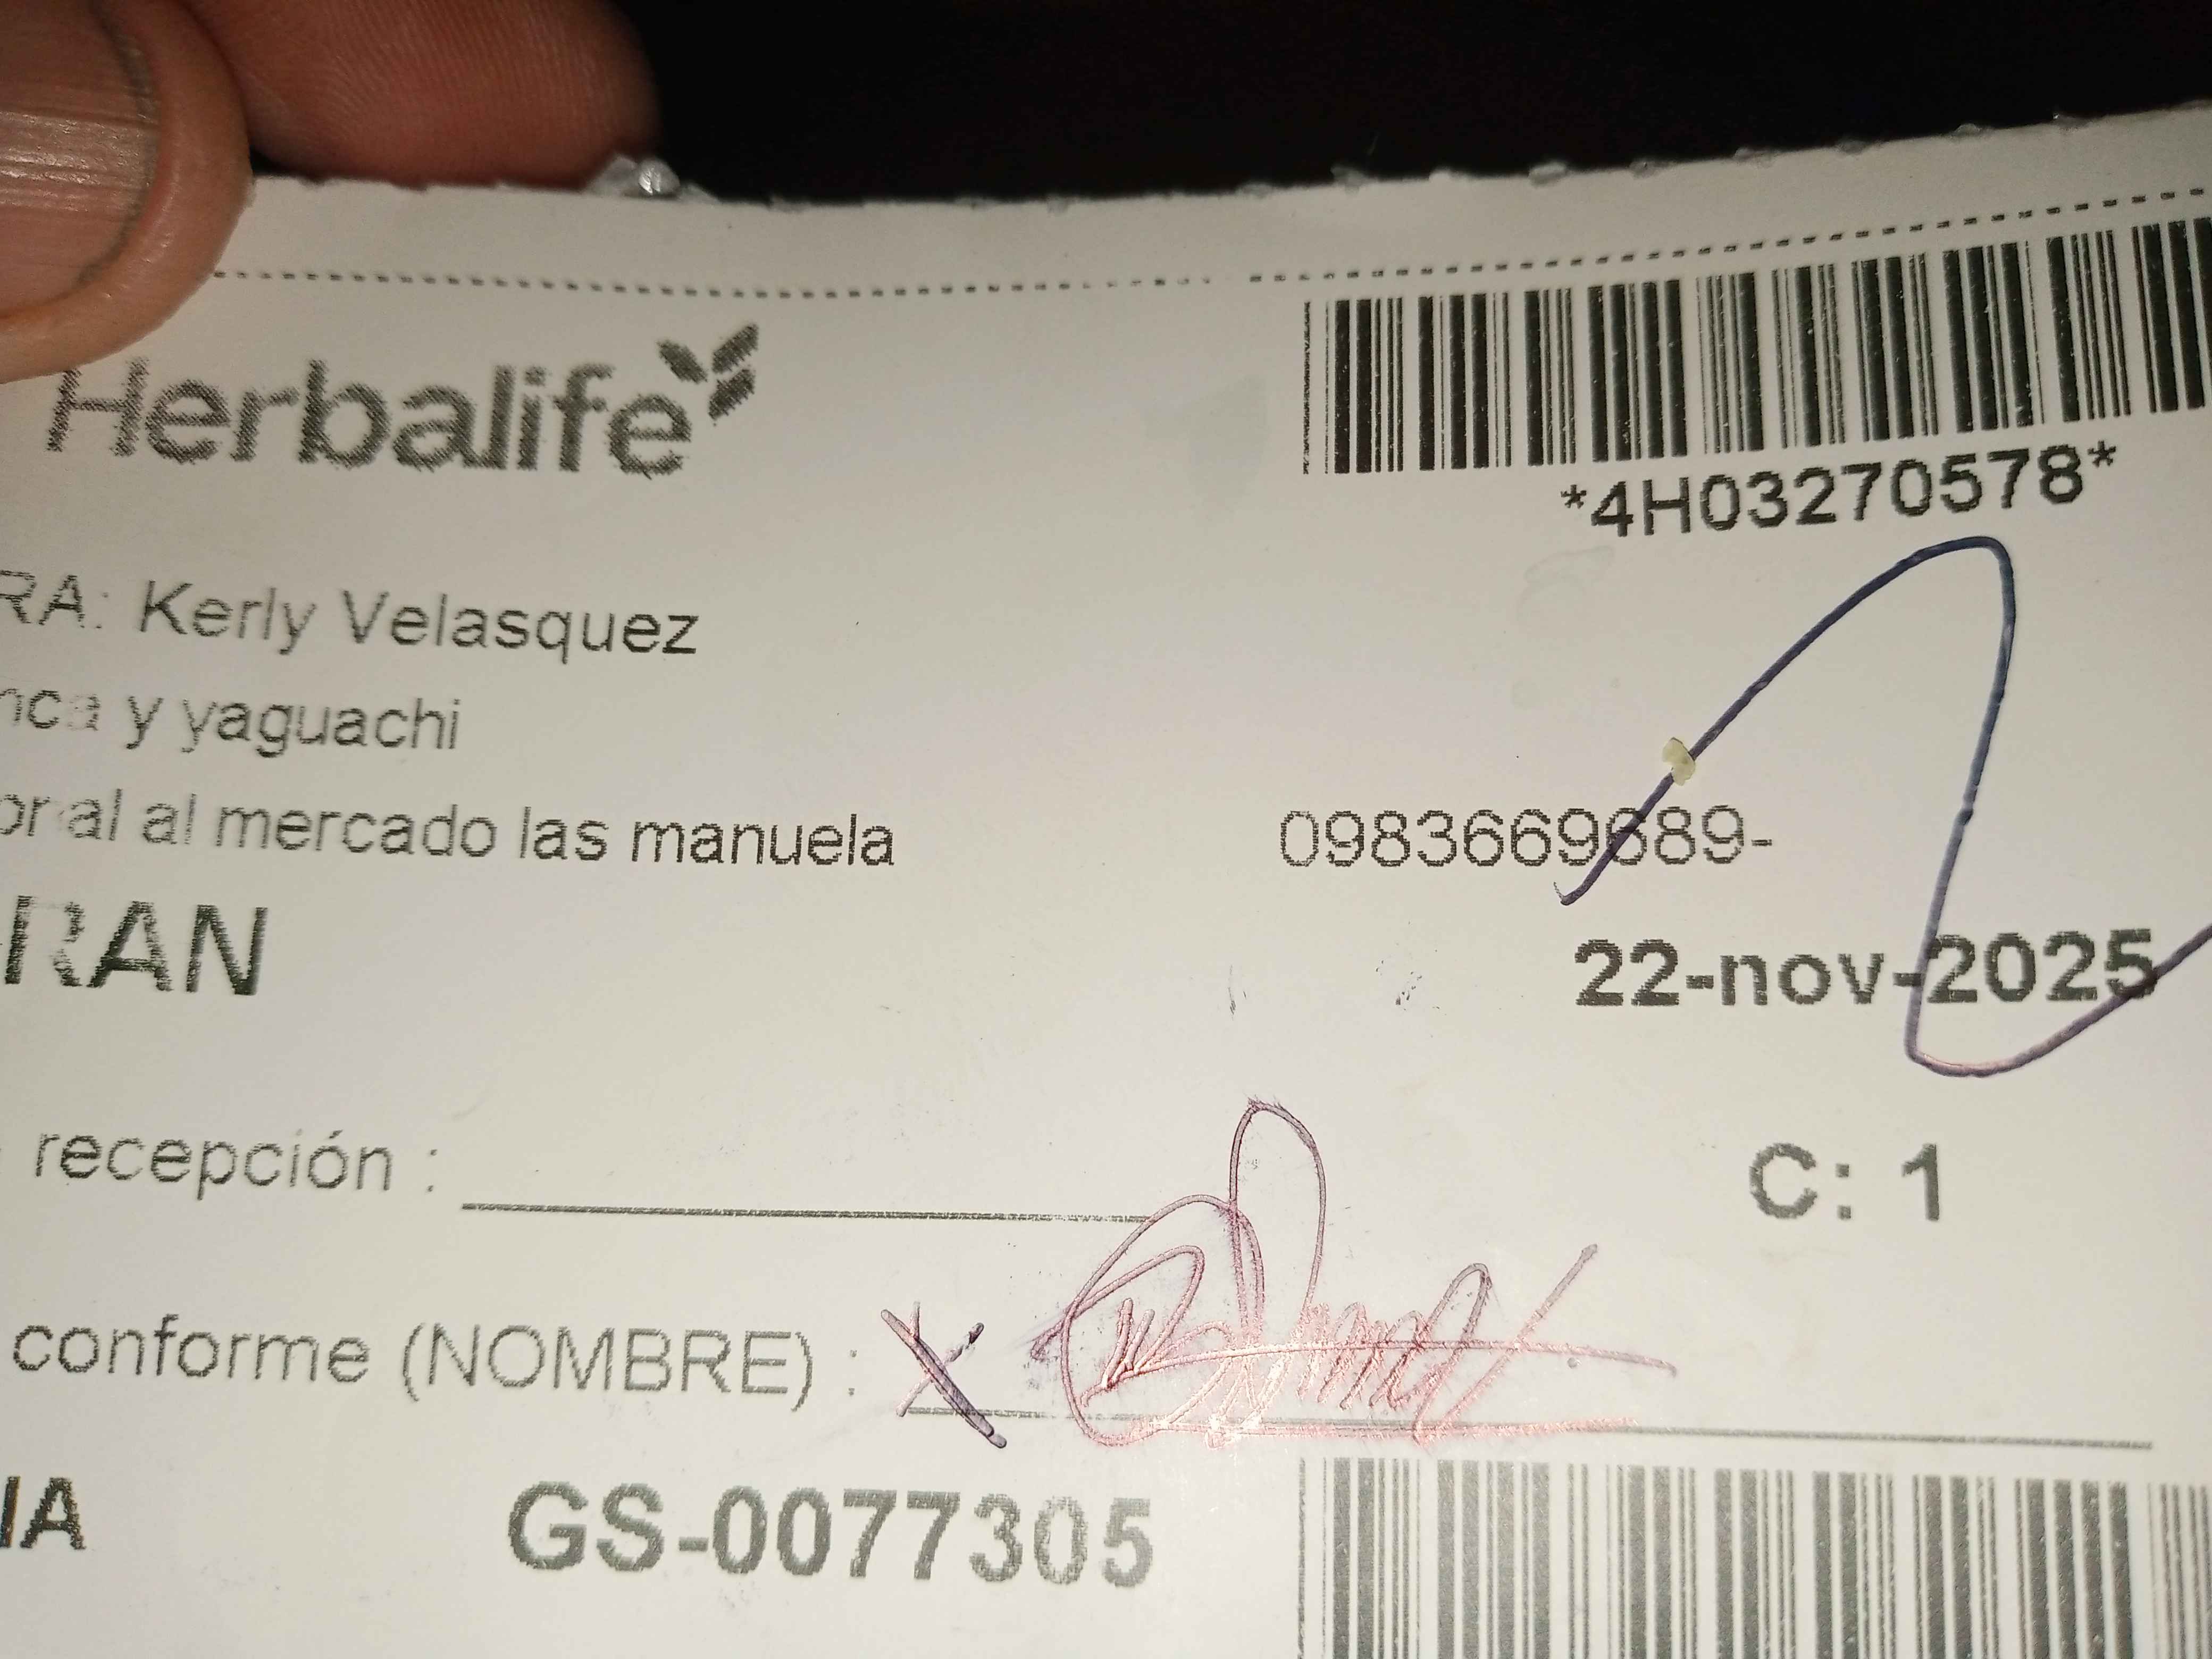 Herbalife
*4H03270578*
RA: Kerly Velasquez
y yaguachi
al al mercado las manuela 0983669689-
RAN
22-nov-2025
recepción :
C: 1
conforme (NOMBRE) : X
IA GS-0077305